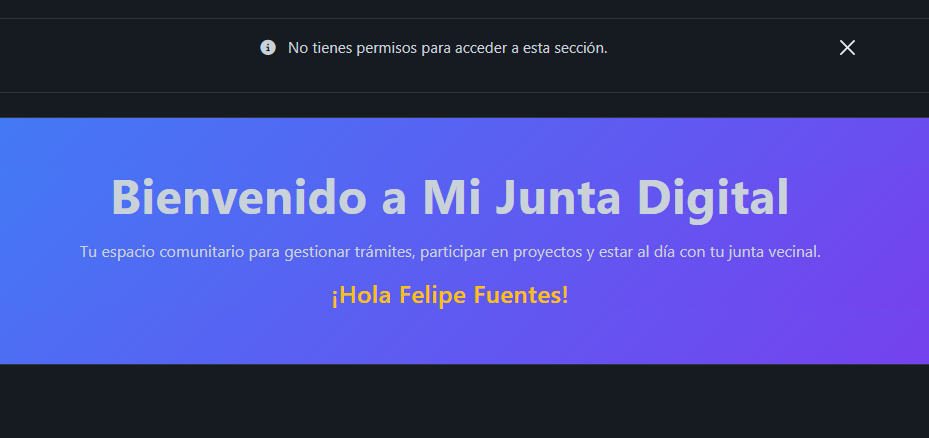 No tienes permisos para acceder a esta sección.
Bienvenido a Mi Junta Digital
Tu espacio comunitario para gestionar trámites, participar en proyectos y estar al día con tu junta vecinal.
¡Hola Felipe Fuentes!